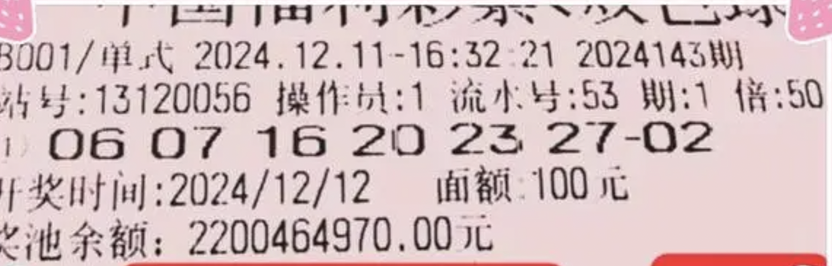 中国福利彩票(双色球
B001/单式 2024.12.11-16:32:21 2024143期
站号:13120056 操作员:1 流水号:53 期:1 倍:50
1) 06 07 16 20 23 27-02
开奖时间:2024/12/12 面额:100元
奖池余额: 2200464970.00元